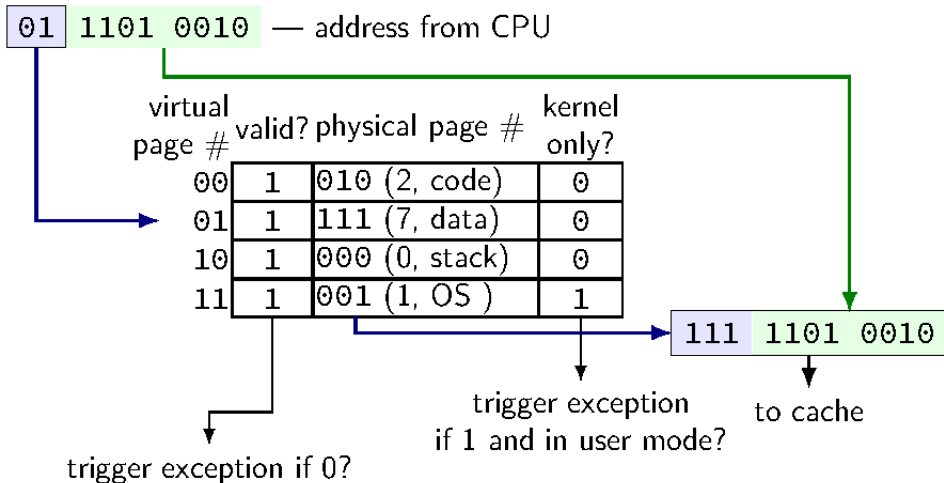 01 1101 0010 — address from CPU
virtual page # valid? physical page # kernel only?
00 1 010 (2, code) 0
01 1 111 (7, data) 0
10 1 000 (0, stack) 0
11 1 001 (1, OS ) 1
111 1101 0010
trigger exception if 1 and in user mode?
to cache
trigger exception if 0?